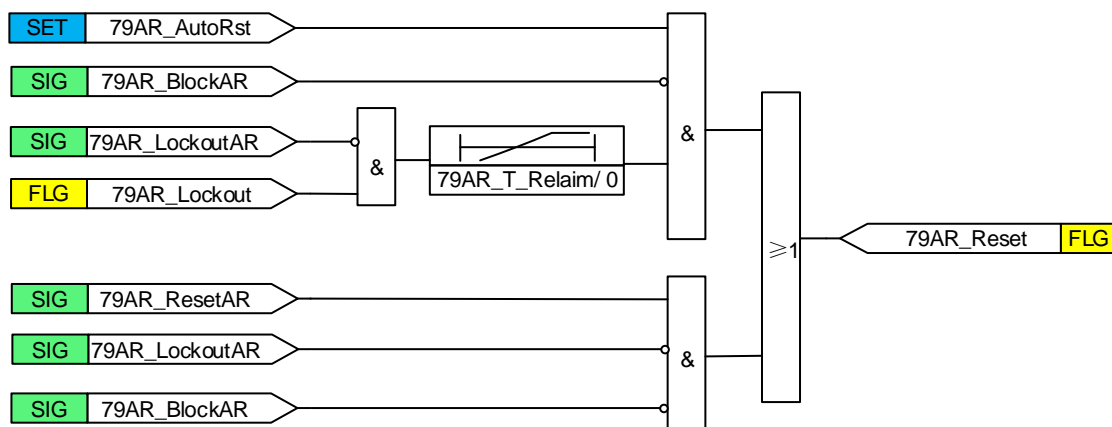 SET 79AR_AutoRst
&
SIG 79AR_BlockAR
SIG 79AR_LockoutAR
&
FLG 79AR_Lockout
79AR_T_Relaim/ 0
&
≥1
79AR_Reset FLG
SIG 79AR_ResetAR
SIG 79AR_LockoutAR
&
SIG 79AR_BlockAR